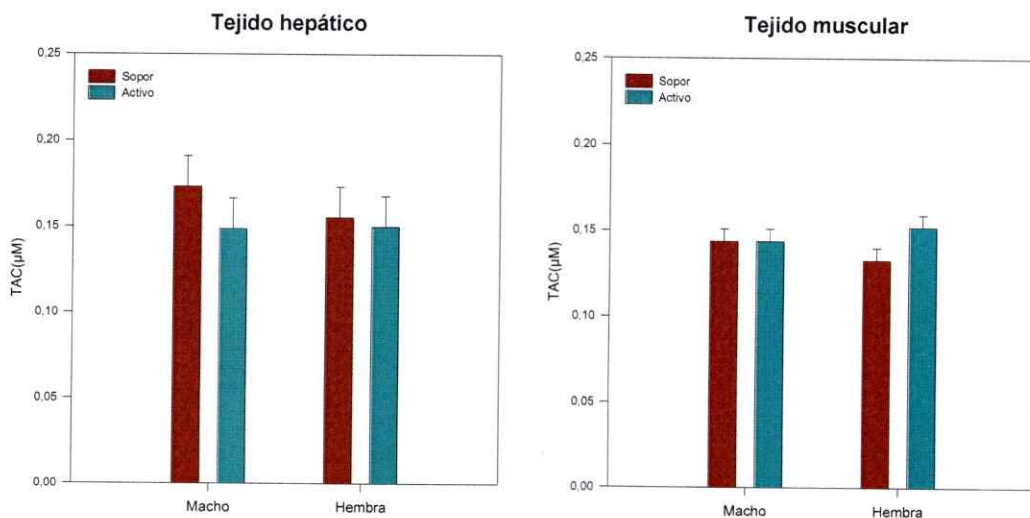 Tejido hepático
0,25
0,20
0,15
0,10
0,05
0,00
TAC(µM)
Sopor
Activo
Macho
Hembra
Tejido muscular
0,25
0,20
0,15
0,10
0,05
0,00
TAC(µM)
Sopor
Activo
Macho
Hembra